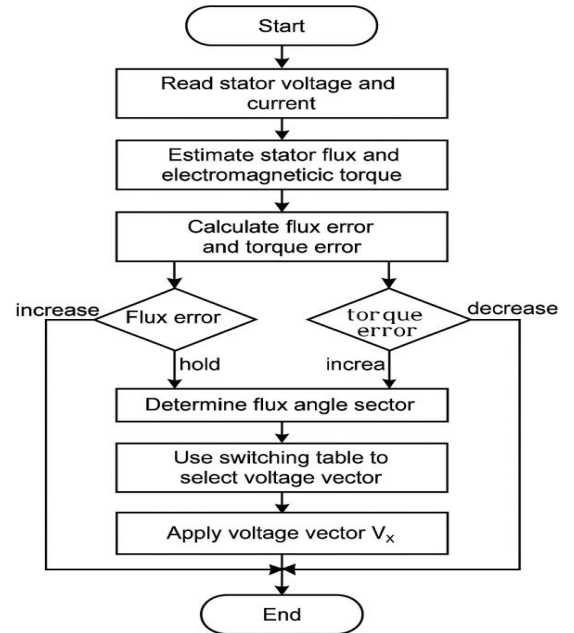 Start
Read stator voltage and
current
Estimate stator flux and
electromagneticic torque
Calculate flux error
and torque error
increase
Flux error
torque
error
decrease
hold
increa
Determine flux angle sector
Use switching table to
select voltage vector
Apply voltage vector Vₓ
End